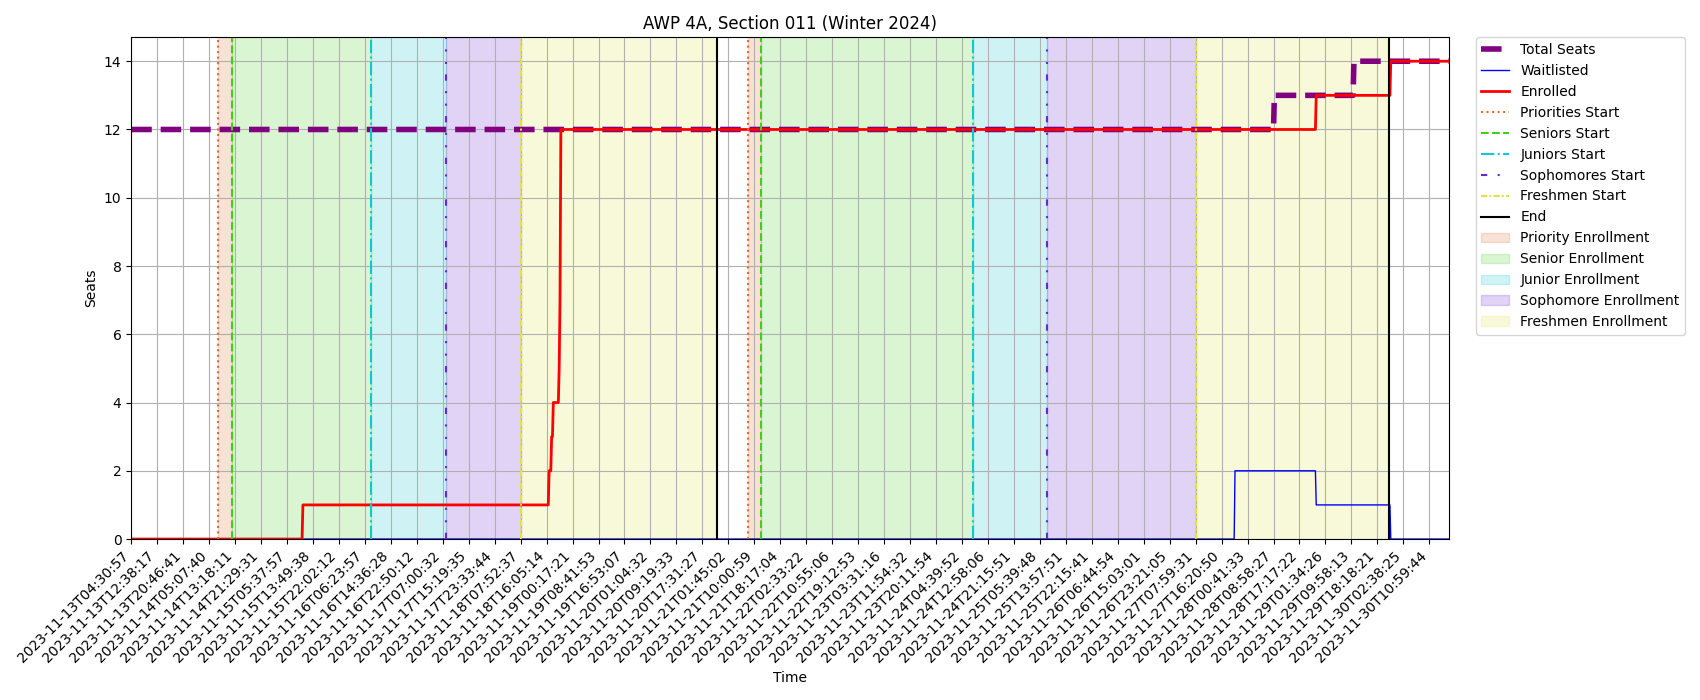 AWP 4A, Section 011 (Winter 2024)
Seats
14
12
10
8
6
4
2
0
2023-11-13T04:30:57
2023-11-13T12:38:17
2023-11-13T20:46:41
2023-11-14T05:07:40
2023-11-14T13:18:11
2023-11-14T21:29:31
2023-11-15T05:37:57
2023-11-15T13:49:38
2023-11-15T22:02:12
2023-11-16T06:23:57
2023-11-16T14:36:28
2023-11-16T22:50:12
2023-11-17T07:00:32
2023-11-17T15:19:35
2023-11-17T23:33:44
2023-11-18T07:52:37
2023-11-18T16:05:14
2023-11-19T00:17:21
2023-11-19T08:41:53
2023-11-19T16:53:07
2023-11-20T01:04:32
2023-11-20T09:19:33
2023-11-20T17:31:27
2023-11-21T01:45:02
2023-11-21T10:00:59
2023-11-21T18:17:04
2023-11-22T02:33:22
2023-11-22T10:55:06
2023-11-22T19:12:53
2023-11-23T03:31:16
2023-11-23T11:54:32
2023-11-23T20:11:54
2023-11-24T04:39:52
2023-11-24T12:58:06
2023-11-24T21:15:51
2023-11-25T05:39:48
2023-11-25T13:57:51
2023-11-25T22:15:41
2023-11-26T06:44:54
2023-11-26T15:03:01
2023-11-26T23:21:05
2023-11-27T07:59:31
2023-11-27T16:20:50
2023-11-28T00:41:33
2023-11-28T08:58:27
2023-11-28T17:17:22
2023-11-29T01:34:26
2023-11-29T09:58:13
2023-11-29T18:18:21
2023-11-30T02:38:25
2023-11-30T10:59:44
Time
Total Seats
Waitlisted
Enrolled
Priorities Start
Seniors Start
Juniors Start
Sophomores Start
Freshmen Start
End
Priority Enrollment
Senior Enrollment
Junior Enrollment
Sophomore Enrollment
Freshmen Enrollment